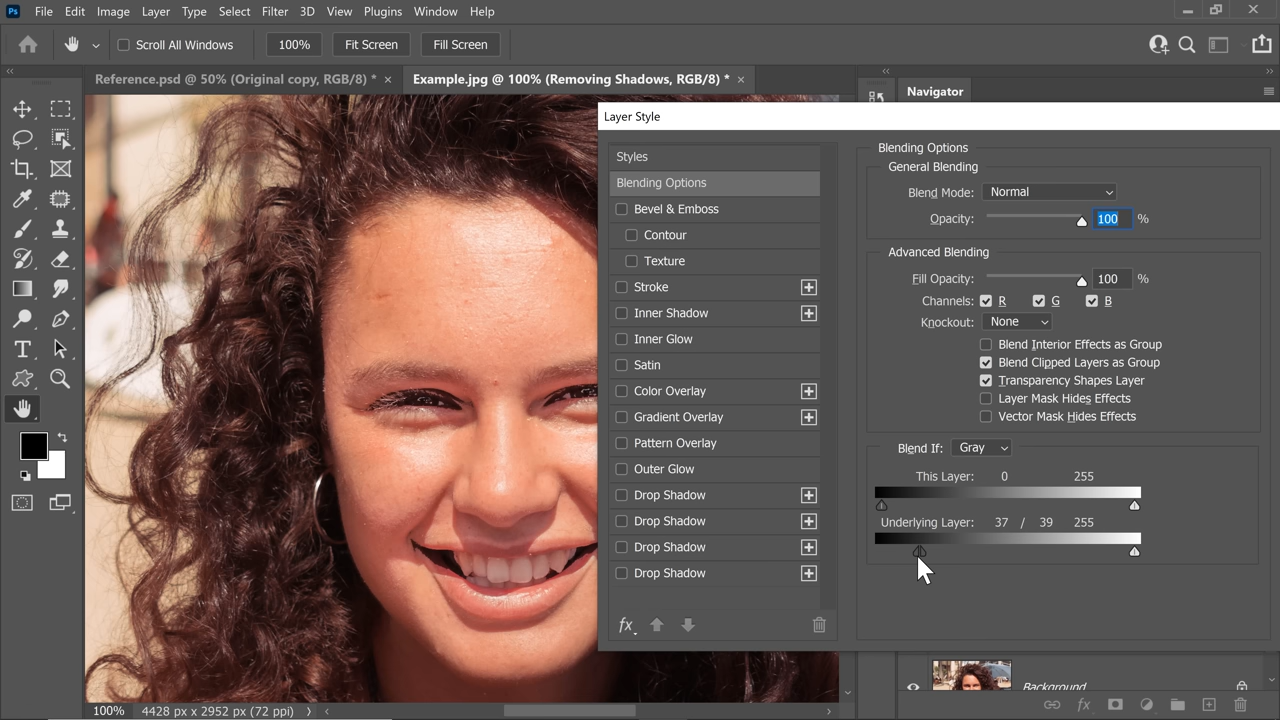 Ps File Edit Image Layer Type Select Filter 3D View Plugins Window Help
Scroll All Windows 100% Fit Screen Fill Screen
Reference.psd @ 50% (Original copy, RGB/8) * × Example.jpg @ 100% (Removing Shadows, RGB/8) * ×
Navigator
Layer Style
Styles
Blending Options
Bevel & Emboss
Contour
Texture
Stroke
Inner Shadow
Inner Glow
Satin
Color Overlay
Gradient Overlay
Pattern Overlay
Outer Glow
Drop Shadow
Drop Shadow
Drop Shadow
Drop Shadow
fx
Blending Options
General Blending
Blend Mode: Normal
Opacity: 100 %
Advanced Blending
Fill Opacity: 100 %
Channels: R G B
Knockout: None
Blend Interior Effects as Group
Blend Clipped Layers as Group
Transparency Shapes Layer
Layer Mask Hides Effects
Vector Mask Hides Effects
Blend If: Gray
This Layer: 0 255
Underlying Layer: 37 / 39 255
Background
fx
100% 4428 px x 2952 px (72 ppi)